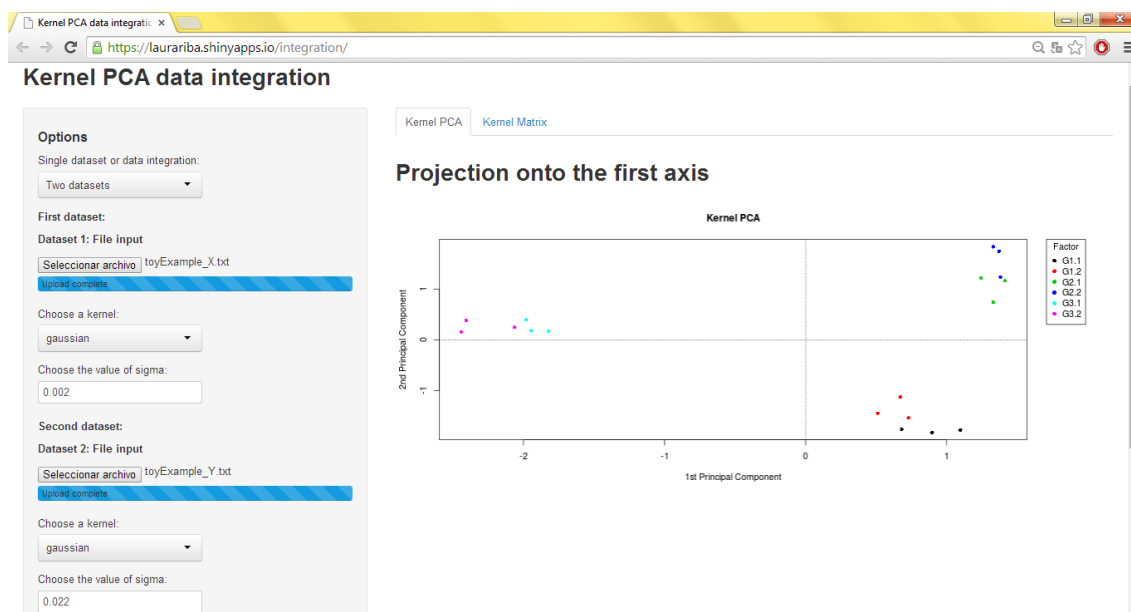 Kernel PCA data integratic
https://laurariba.shinyapps.io/integration/
Kernel PCA data integration
Options
Single dataset or data integration:
Two datasets
First dataset:
Dataset 1: File input
Seleccionar archivo toyExample_X.txt
Upload complete
Choose a kernel:
gaussian
Choose the value of sigma:
0.002
Second dataset:
Dataset 2: File input
Seleccionar archivo toyExample_Y.txt
Upload complete
Choose a kernel:
gaussian
Choose the value of sigma:
0.022
Kernel PCA Kernel Matrix
Projection onto the first axis
Kernel PCA
2nd Principal Component
1
0
-1
-2 -1 0 1
1st Principal Component
Factor
G1.1
G1.2
G2.1
G2.2
G3.1
G3.2